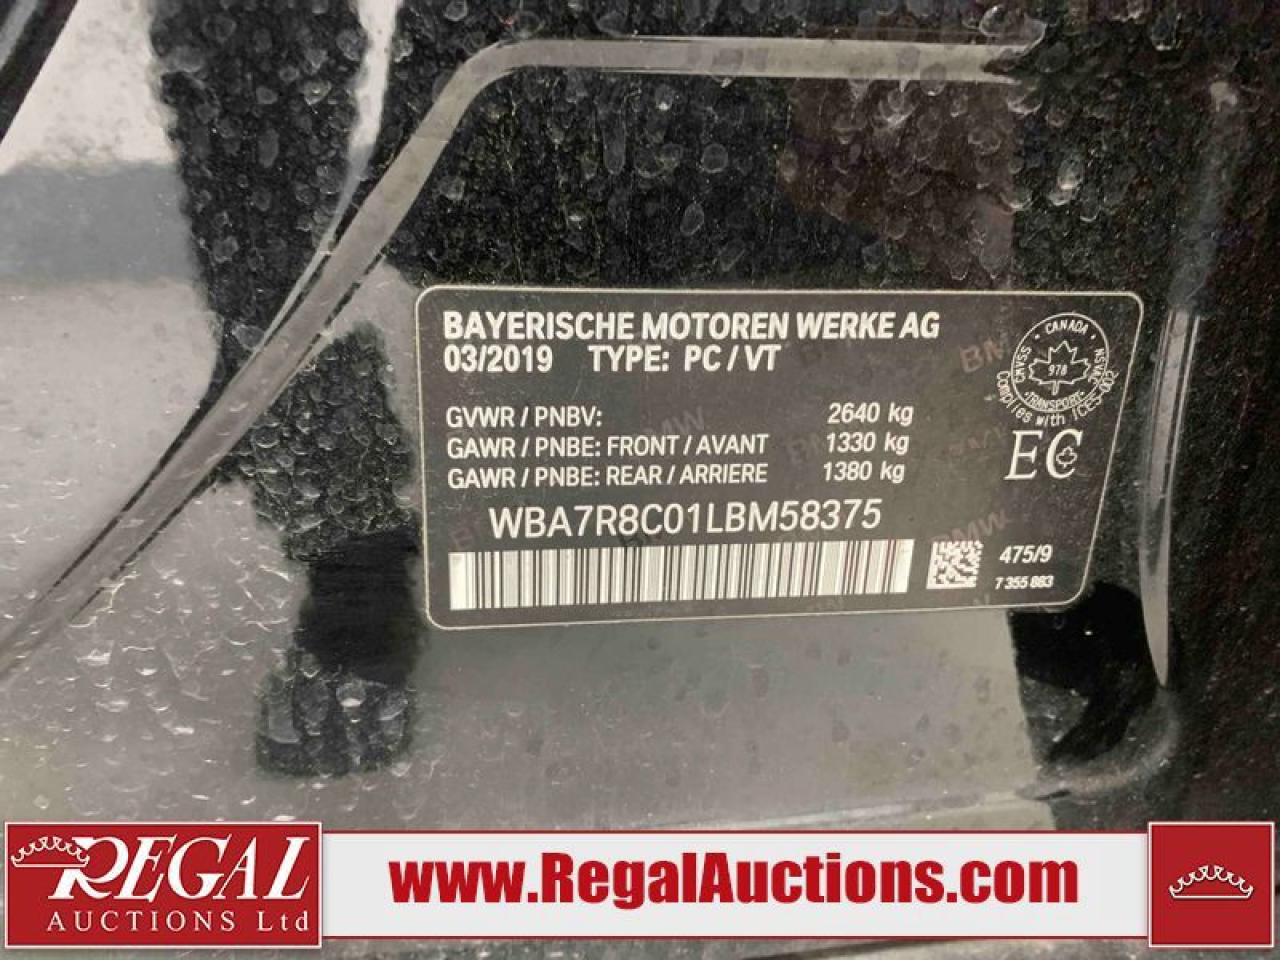 BAYERISCHE MOTOREN WERKE AG
03/2019 TYPE: PC / VT
GVWR / PNBV: 2640 kg
GAWR / PNBE: FRONT / AVANT 1330 kg
GAWR / PNBE: REAR / ARRIERE 1380 kg
WBA7R8C01LBM58375
CANADA
978
TRANSPORT
EC
475/9
7 355 883
REGAL
AUCTIONS Ltd
www.RegalAuctions.com